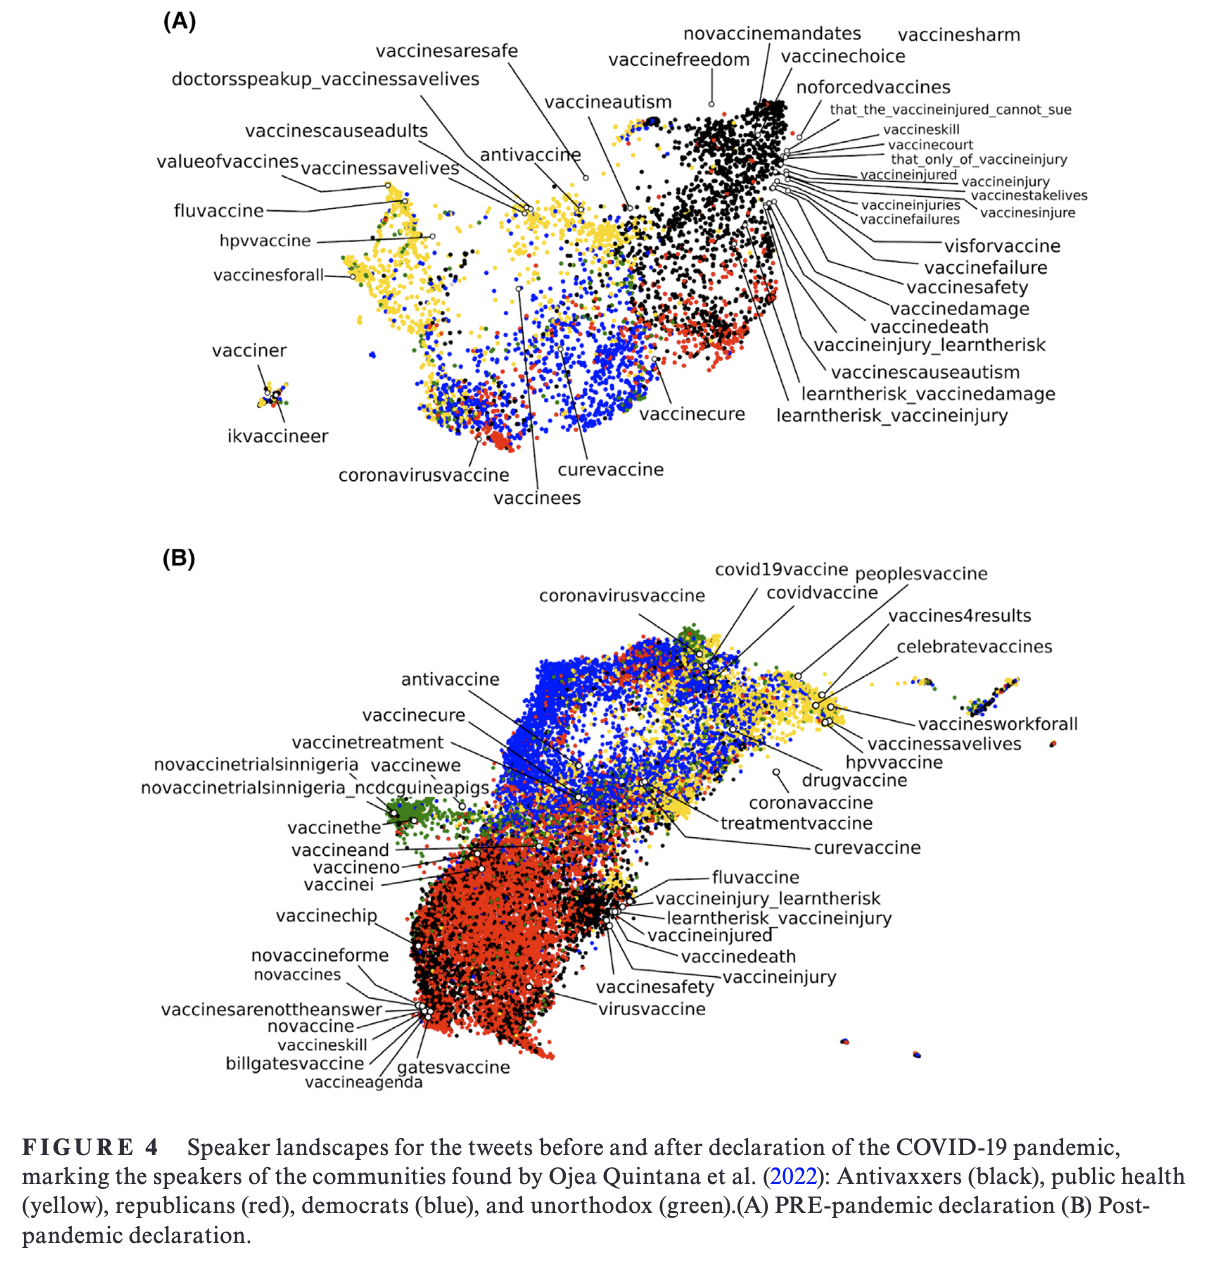 (A)
novaccinemandates
vaccinesharm
vaccinesaresafe
vaccinefreedom
vaccinechoice
doctorsspeakup_vaccinessavelives
noforcedvaccines
vaccineautism
that_the_vaccineinjured_cannot_sue
vaccinescauseadults
vaccineskill
vaccinecourt
antivaccine
that_only_of_vaccineinjury
valueofvaccines
vaccinessavelives
vaccineinjured
vaccineinjury
vaccinestakelives
fluvaccine
vaccineinjuries
vaccinesinjure
vaccinefailures
hpvvaccine
visforvaccine
vaccinesforall
vaccinefailure
vaccinesafety
vaccinedamage
vaccinedeath
vaccineinjury_learntherisk
vacciner
vaccinescauseautism
learntherisk_vaccinedamage
vaccinecure
learntherisk_vaccineinjury
ikvaccineer
coronavirusvaccine
curevaccine
vaccinees
(B)
covid19vaccine
peoplesvaccine
coronavirusvaccine
covidvaccine
vaccines4results
celebratevaccines
antivaccine
vaccinecure
vaccinesworkforall
vaccinetreatment
vaccinessavelives
novaccinetrialsinnigeria
vaccinewe
hpvvaccine
drugvaccine
novaccinetrialsinnigeria_ncdcguineapigs
coronavaccine
vaccinethe
treatmentvaccine
vaccineand
curevaccine
vaccineno
vaccinei
fluvaccine
vaccineinjury_learntherisk
vaccinechip
learntherisk_vaccineinjury
vaccineinjured
novaccineforme
vaccinedeath
novaccines
vaccineinjury
vaccinesafety
vaccinesarenottheanswer
virusvaccine
novaccine
vaccineskill
billgatesvaccine
gatesvaccine
vaccineagenda
FIGURE 4 Speaker landscapes for the tweets before and after declaration of the COVID-19 pandemic,
marking the speakers of the communities found by Ojea Quintana et al. (2022): Antivaxxers (black), public health
(yellow), republicans (red), democrats (blue), and unorthodox (green).(A) PRE-pandemic declaration (B) Post-
pandemic declaration.